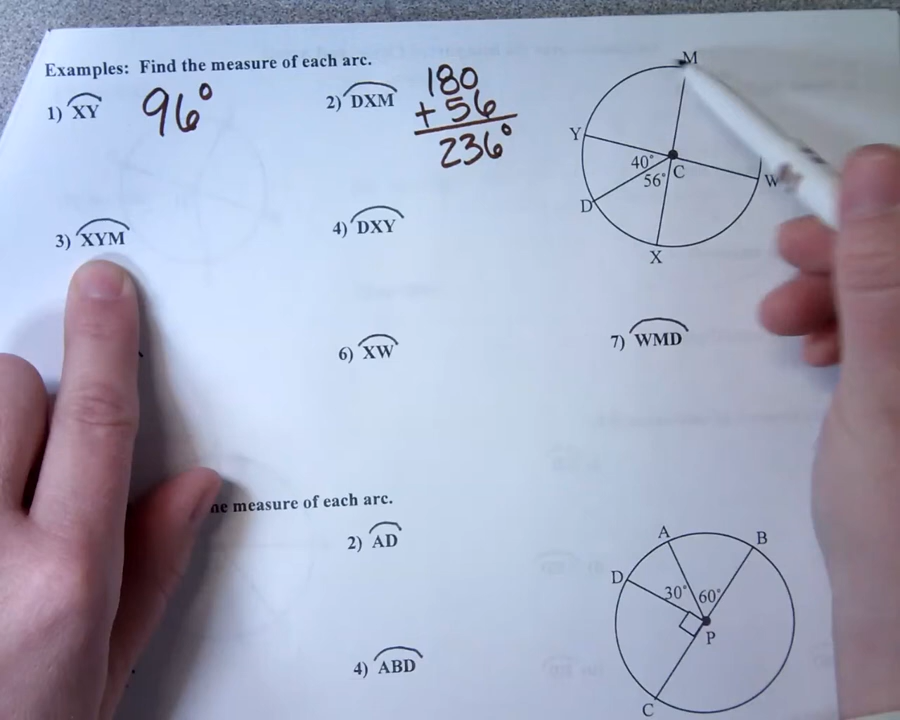 Examples: Find the measure of each arc.
1) XY 96°
2) DXM 180
+ 56
236°
3) XYM
4) DXY
6) XW
7) WMD
M
Y
40°
C
56°
W
D
X
measure of each arc.
2) AD
4) ABD
A
B
D
30°
60°
P
C